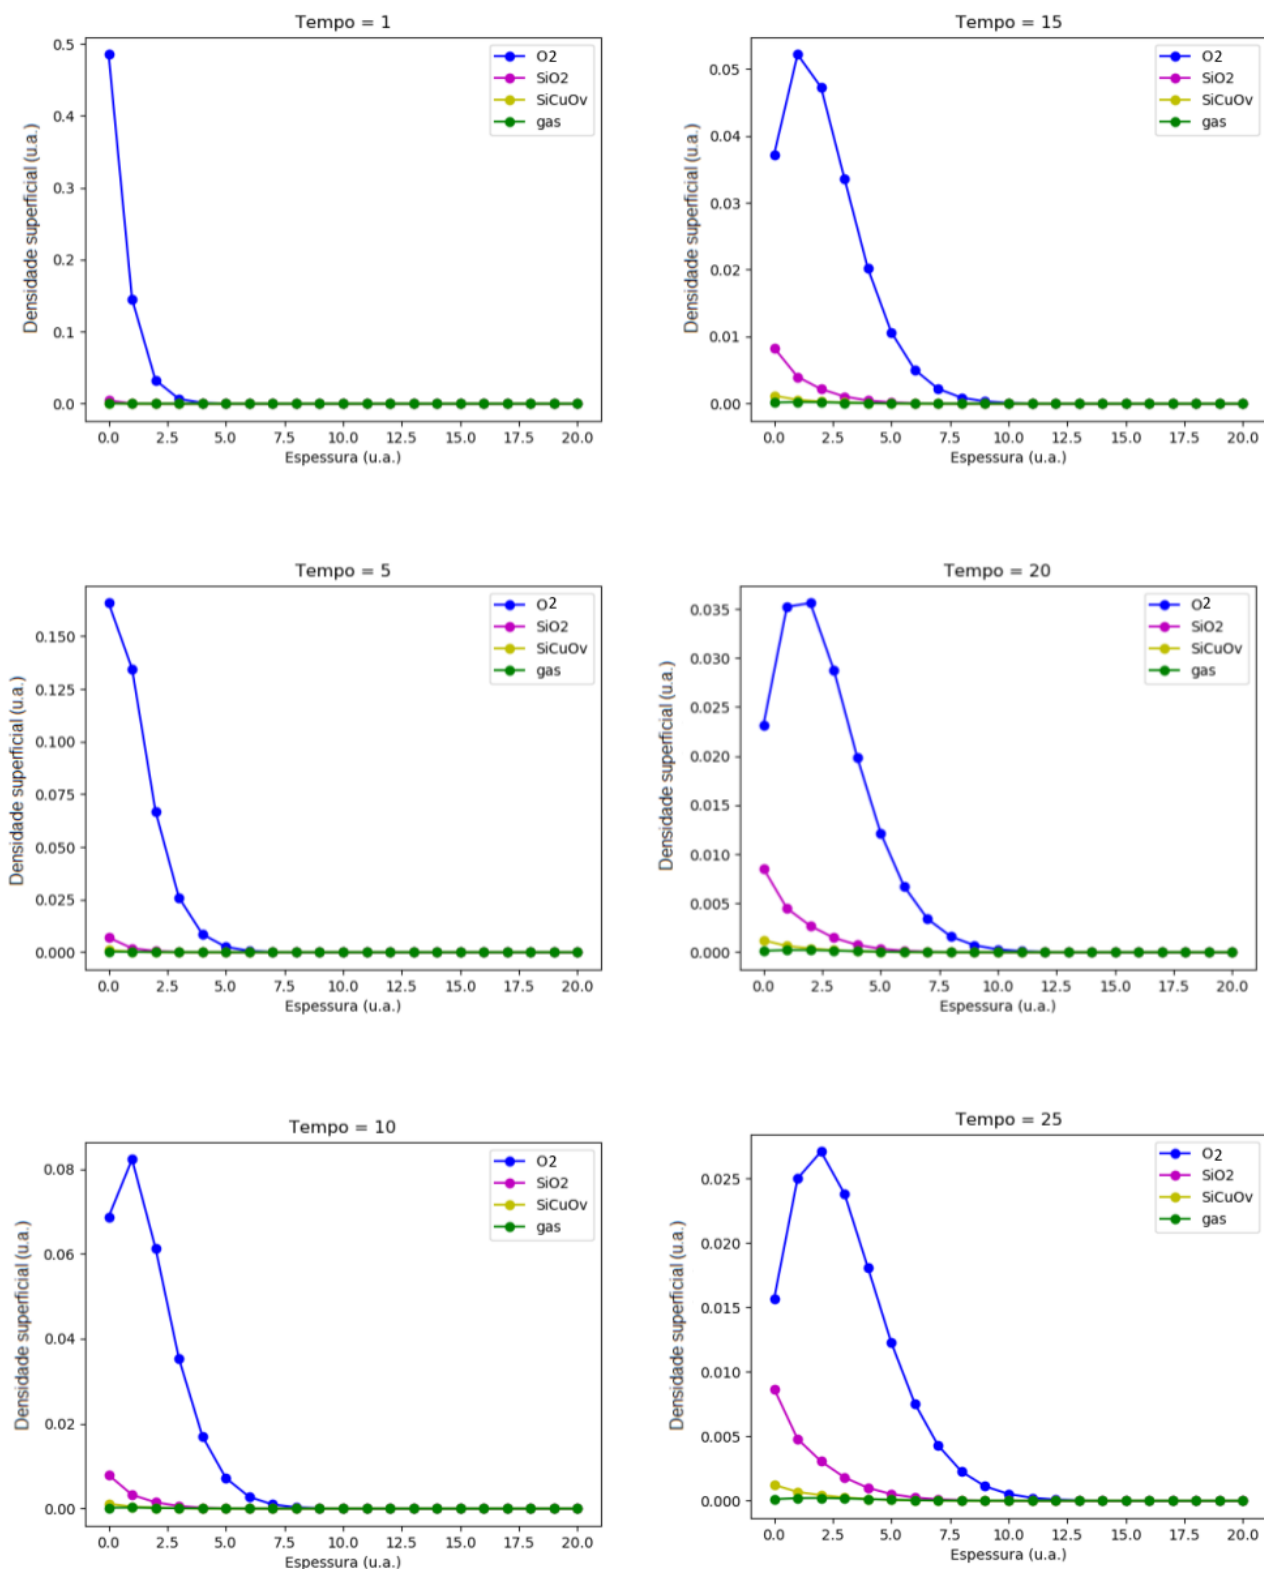 Tempo = 1
0.5
0.4
0.3
0.2
0.1
0.0
Densidade superficial (u.a.)
O2
SiO2
SiCuOv
gas
0.0 2.5 5.0 7.5 10.0 12.5 15.0 17.5 20.0
Espessura (u.a.)
Tempo = 15
0.05
0.04
0.03
0.02
0.01
0.00
Densidade superficial (u.a.)
O2
SiO2
SiCuOv
gas
0.0 2.5 5.0 7.5 10.0 12.5 15.0 17.5 20.0
Espessura (u.a.)
Tempo = 5
0.150
0.125
0.100
0.075
0.050
0.025
0.000
Densidade superficial (u.a.)
O2
SiO2
SiCuOv
gas
0.0 2.5 5.0 7.5 10.0 12.5 15.0 17.5 20.0
Espessura (u.a.)
Tempo = 20
0.035
0.030
0.025
0.020
0.015
0.010
0.005
0.000
Densidade superficial (u.a.)
O2
SiO2
SiCuOv
gas
0.0 2.5 5.0 7.5 10.0 12.5 15.0 17.5 20.0
Espessura (u.a.)
Tempo = 10
0.08
0.06
0.04
0.02
0.00
Densidade superficial (u.a.)
O2
SiO2
SiCuOv
gas
0.0 2.5 5.0 7.5 10.0 12.5 15.0 17.5 20.0
Espessura (u.a.)
Tempo = 25
0.025
0.020
0.015
0.010
0.005
0.000
Densidade superficial (u.a.)
O2
SiO2
SiCuOv
gas
0.0 2.5 5.0 7.5 10.0 12.5 15.0 17.5 20.0
Espessura (u.a.)